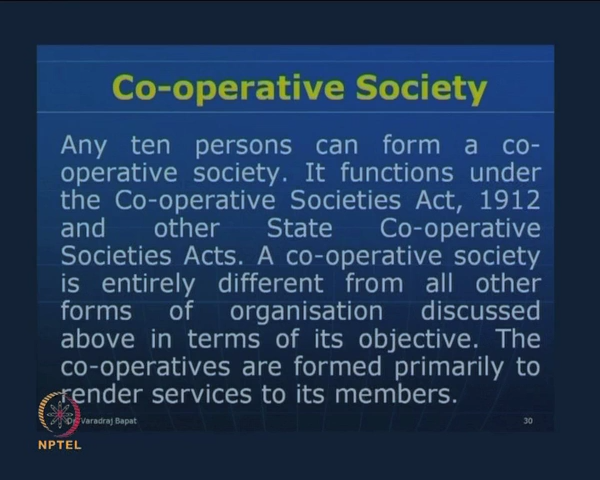 Co-operative Society
Any ten persons can form a co-
operative society. It functions under
the Co-operative Societies Act, 1912
and other State Co-operative
Societies Acts. A co-operative society
is entirely different from all other
forms of organisation discussed
above in terms of its objective. The
co-operatives are formed primarily to
render services to its members.
Varadraj Bapat
30
NPTEL